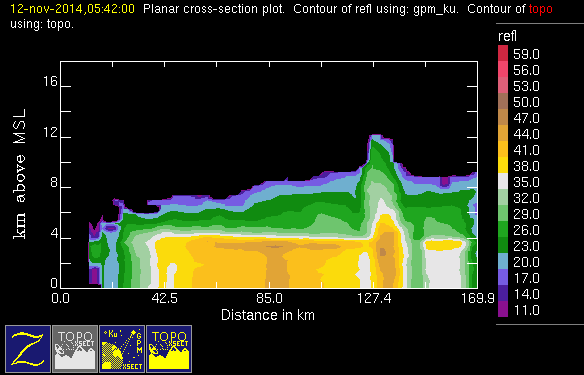 12-nov-2014,05:42:00 Planar cross-section plot. Contour of refl using: gpm_ku. Contour of topo
using: topo.
refl
59.0
56.0
53.0
50.0
47.0
44.0
41.0
38.0
35.0
32.0
29.0
26.0
23.0
20.0
17.0
14.0
11.0
km above MSL
16
12
8
4
0
0.0 42.5 85.0 127.4 169.9
Distance in km
Z
TOPO
XSECT
"Ku"
GPM
XSECT
TOPO
XSECT